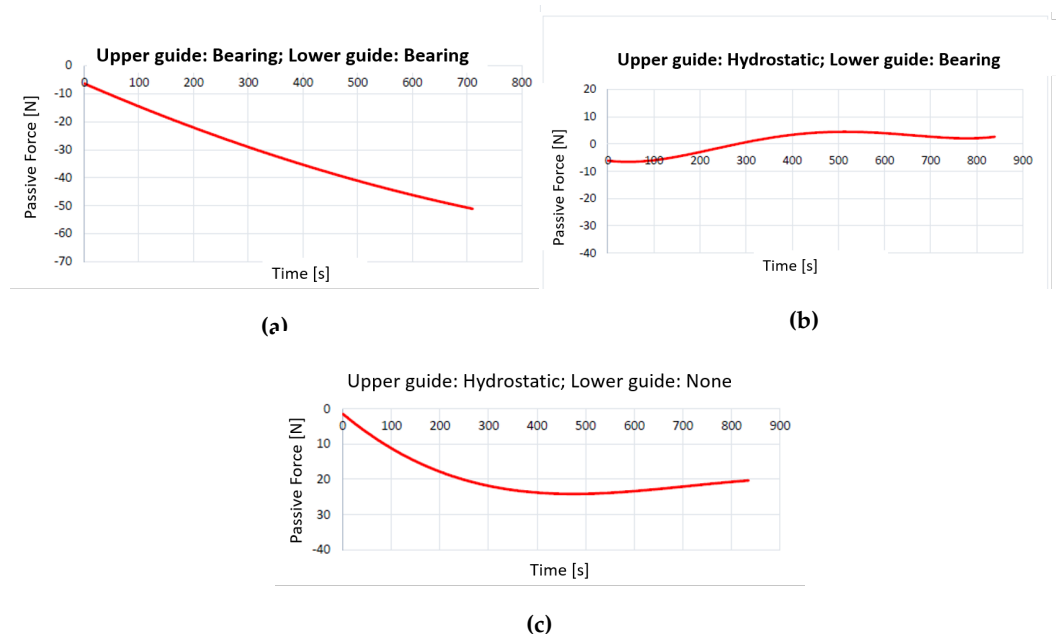 Upper guide: Bearing; Lower guide: Bearing
0
0 100 200 300 400 500 600 700 800
-10
-20
-30
-40
-50
-60
-70
Passive Force [N]
Time [s]
(a)
Upper guide: Hydrostatic; Lower guide: Bearing
20
10
0
0 100 200 300 400 500 600 700 800 900
-10
-20
-30
-40
Passive Force [N]
Time [s]
(b)
Upper guide: Hydrostatic; Lower guide: None
0
0 100 200 300 400 500 600 700 800 900
10
20
30
-40
Passive Force [N]
Time [s]
(c)